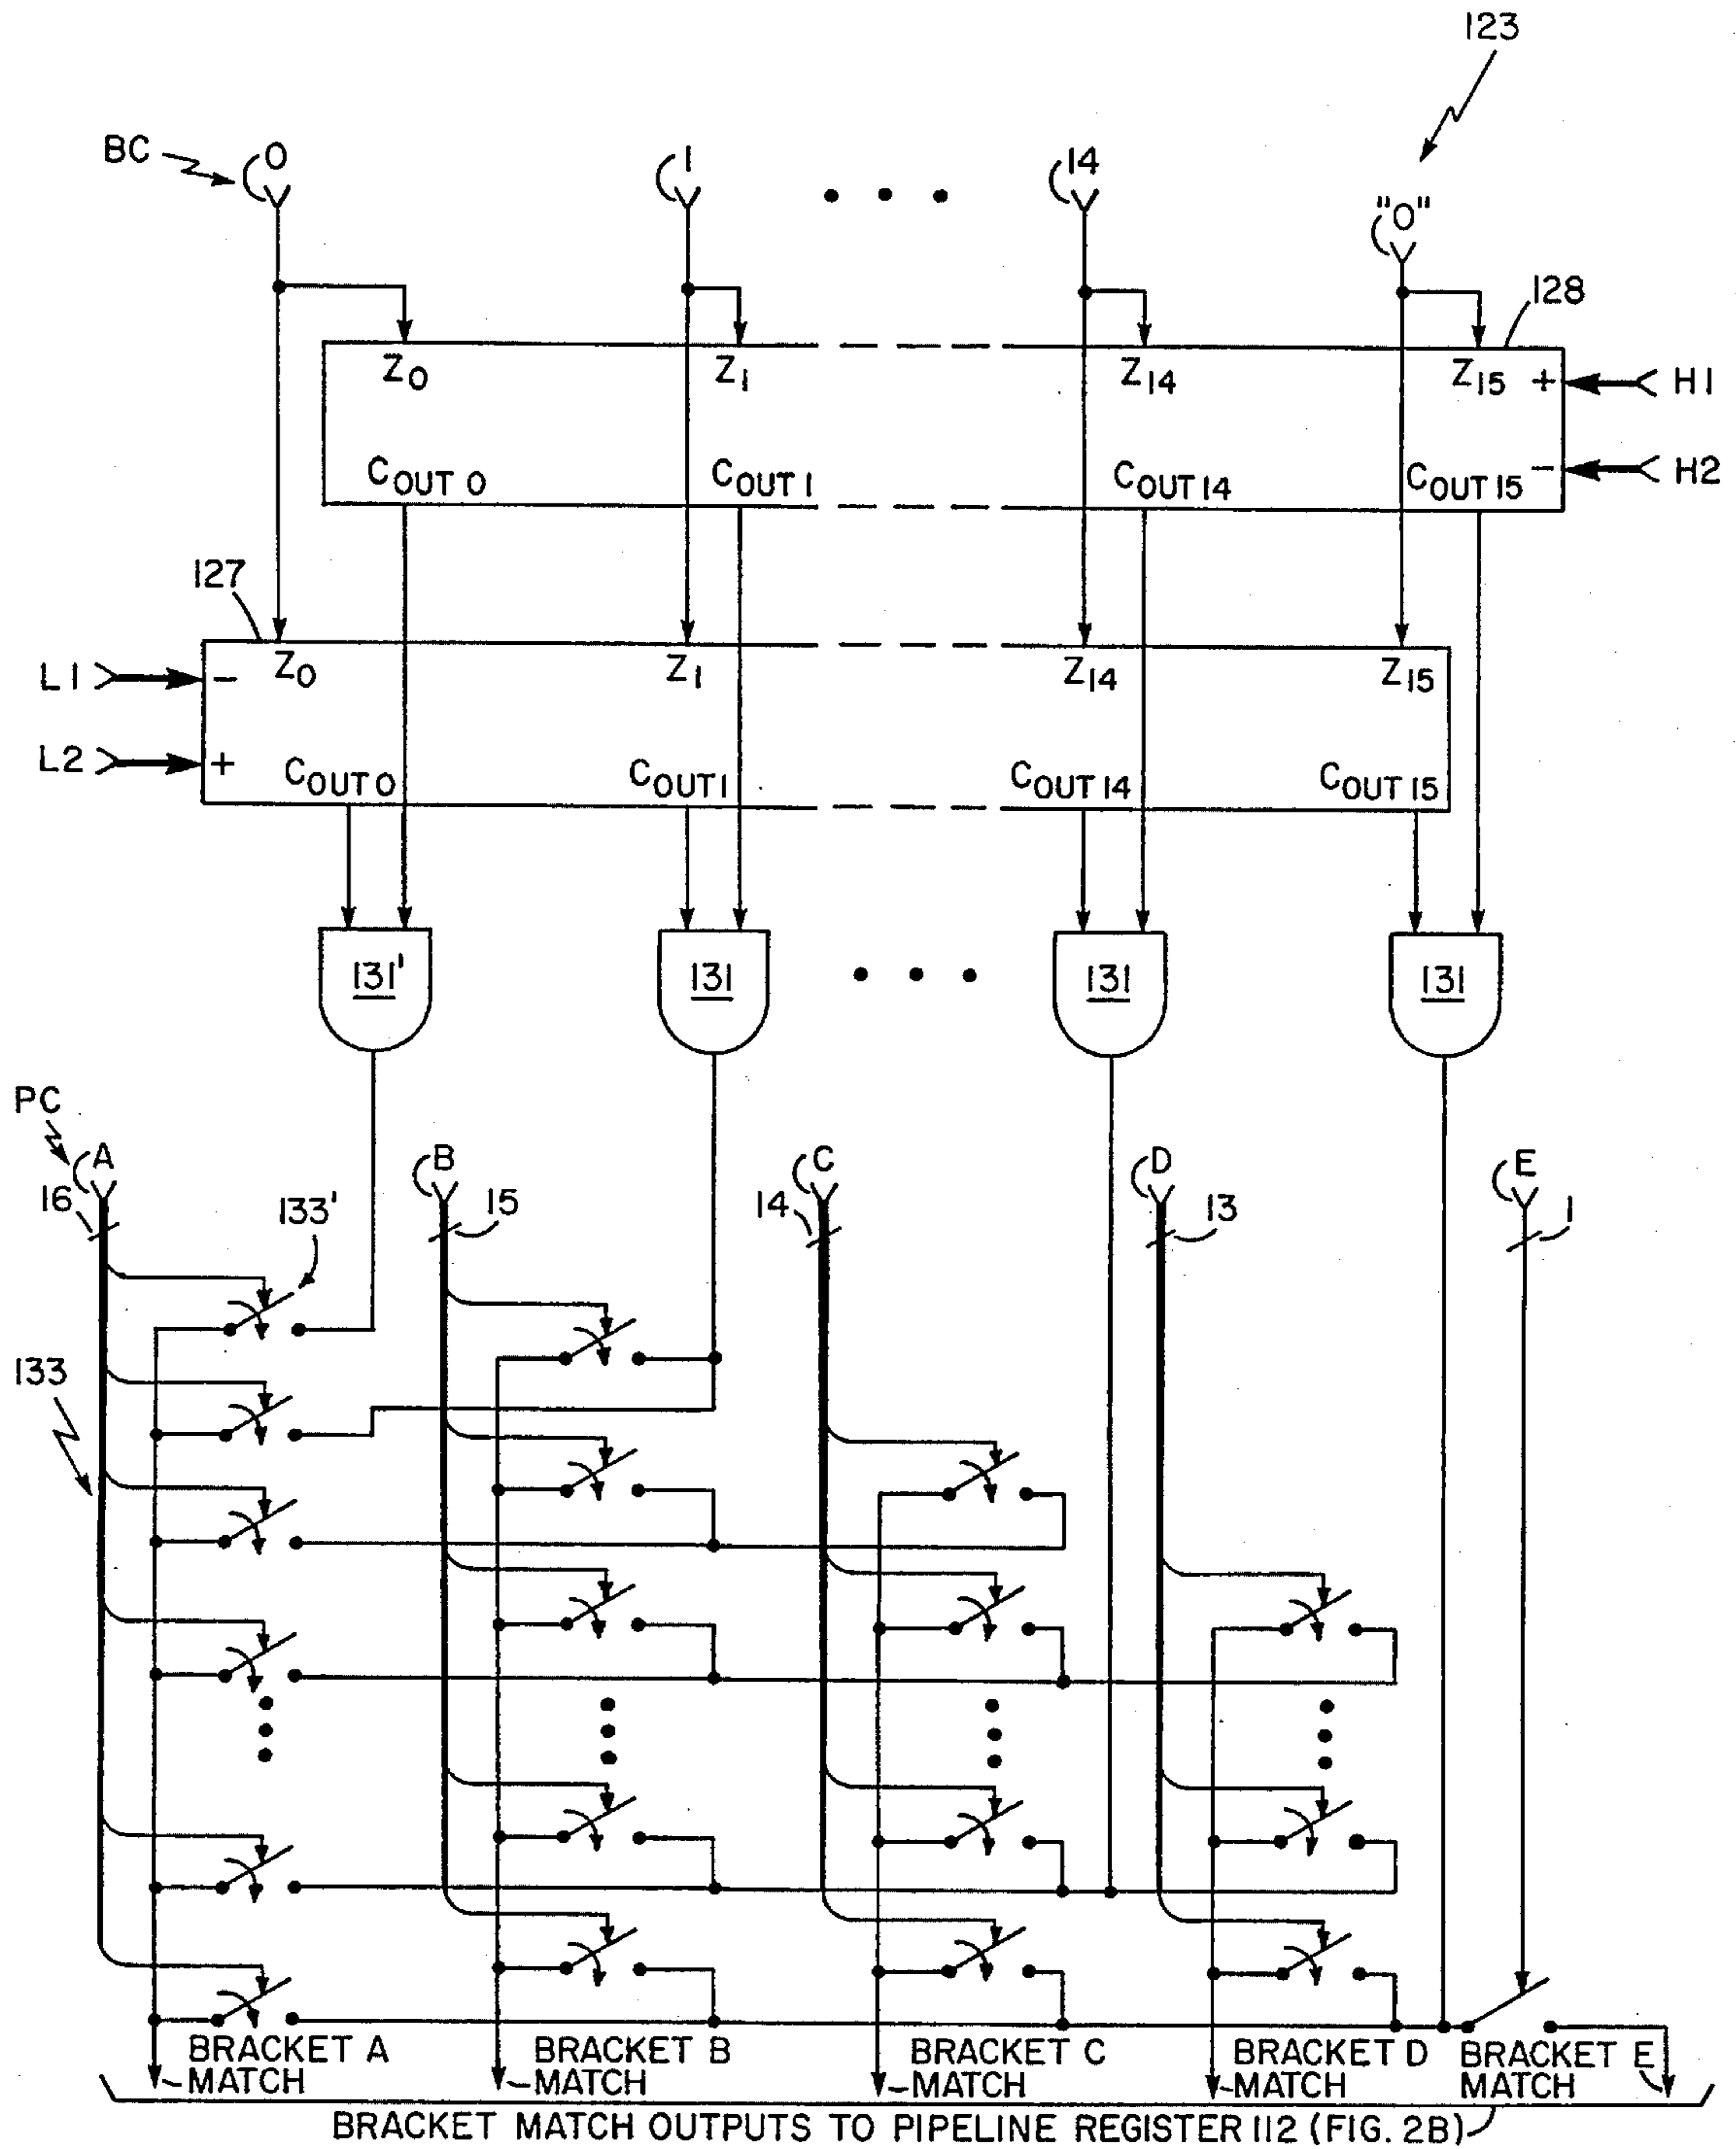 123
BC 0 1 14 "0"
128
Z0 Z1 Z14 Z15 + H1
COUT 0 COUT 1 COUT 14 COUT 15 − H2
127
L1 − Z0 Z1 Z14 Z15
L2 + COUT 0 COUT 1 COUT 14 COUT 15
131' 131 131 131
PC A B C D E
16 133' 15 14 13 1
133
BRACKET A MATCH
BRACKET B MATCH
BRACKET C MATCH
BRACKET D MATCH
BRACKET E MATCH
BRACKET MATCH OUTPUTS TO PIPELINE REGISTER 112 (FIG. 2B)